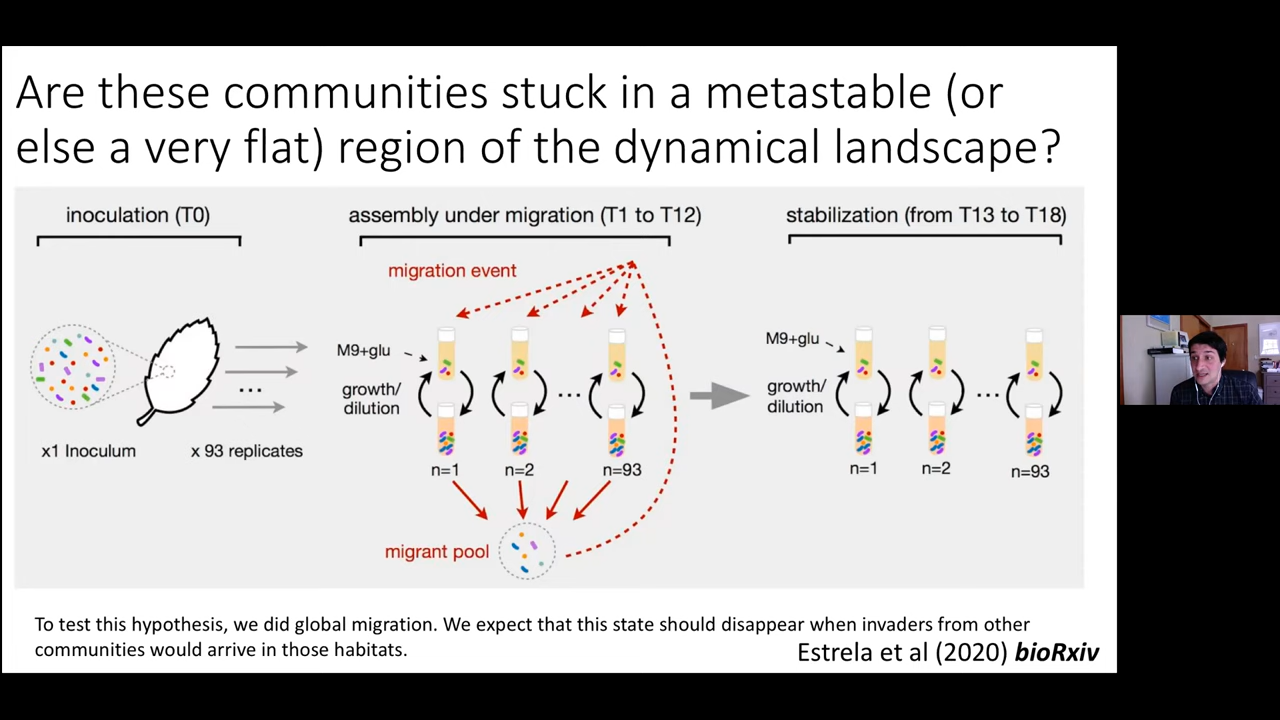 Are these communities stuck in a metastable (or
else a very flat) region of the dynamical landscape?
inoculation (T0)
assembly under migration (T1 to T12)
stabilization (from T13 to T18)
migration event
M9+glu
growth/
dilution
...
...
x1 Inoculum
x 93 replicates
n=1
n=2
n=93
migrant pool
M9+glu
growth/
dilution
...
n=1
n=2
n=93
To test this hypothesis, we did global migration. We expect that this state should disappear when invaders from other
communities would arrive in those habitats.
Estrela et al (2020) bioRxiv